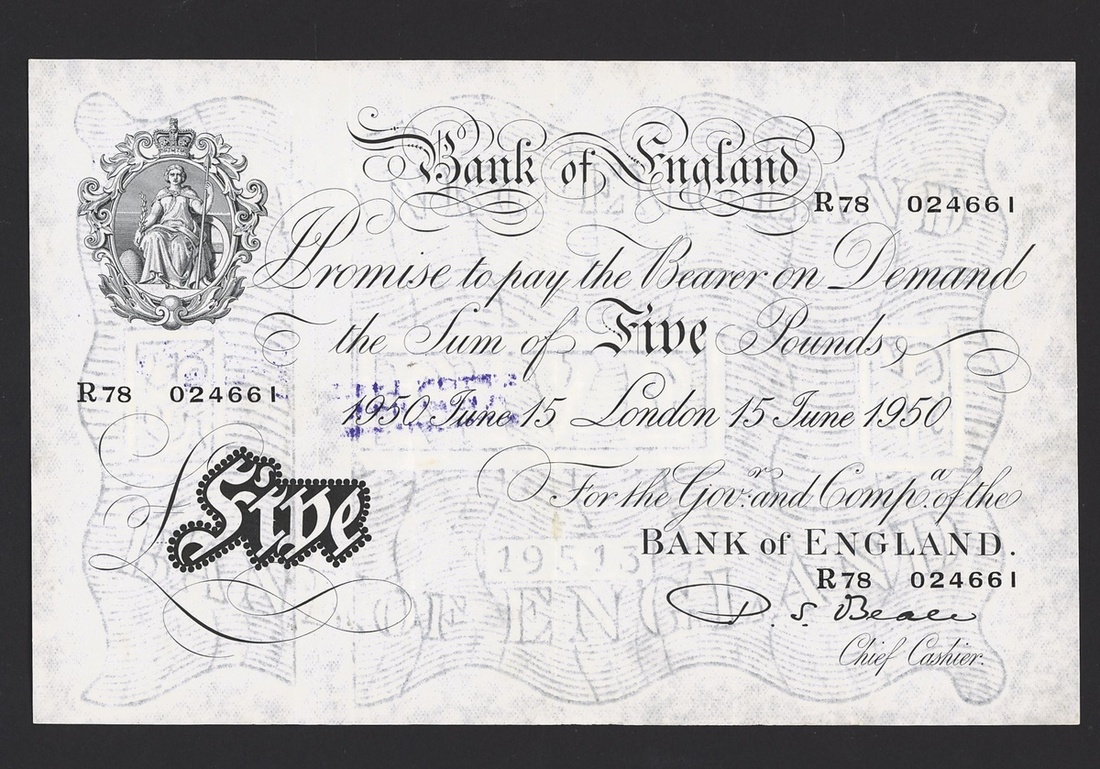 Bank of England
R78 024661
I Promise to pay the Bearer on Demand
the Sum of Five Pounds
R78 024661
1950 June 15 London 15 June 1950
£Five
For the Govr. and Compa. of the
BANK of ENGLAND.
R78 024661
P. S. Beale
Chief Cashier.